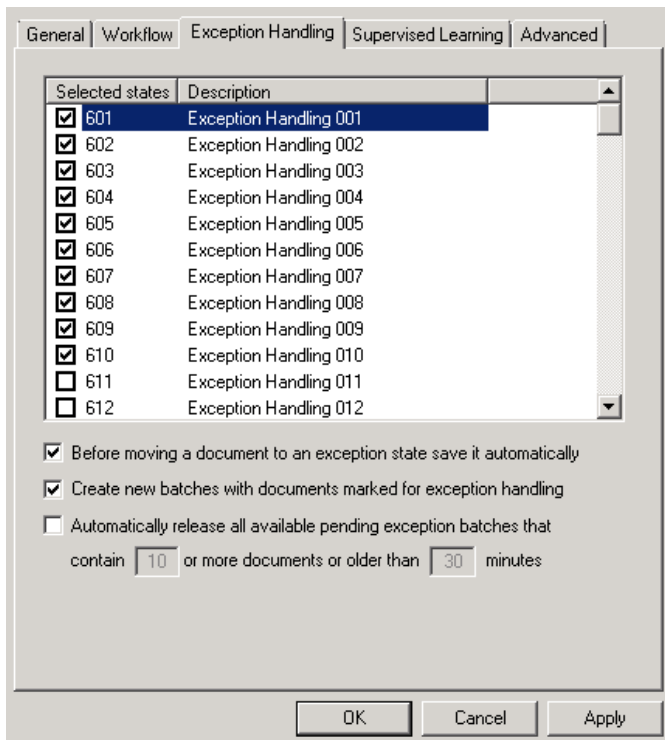 General Workflow Exception Handling Supervised Learning Advanced
Selected states Description
601 Exception Handling 001
602 Exception Handling 002
603 Exception Handling 003
604 Exception Handling 004
605 Exception Handling 005
606 Exception Handling 006
607 Exception Handling 007
608 Exception Handling 008
609 Exception Handling 009
610 Exception Handling 010
611 Exception Handling 011
612 Exception Handling 012
Before moving a document to an exception state save it automatically
Create new batches with documents marked for exception handling
Automatically release all available pending exception batches that
contain 10 or more documents or older than 30 minutes
OK Cancel Apply